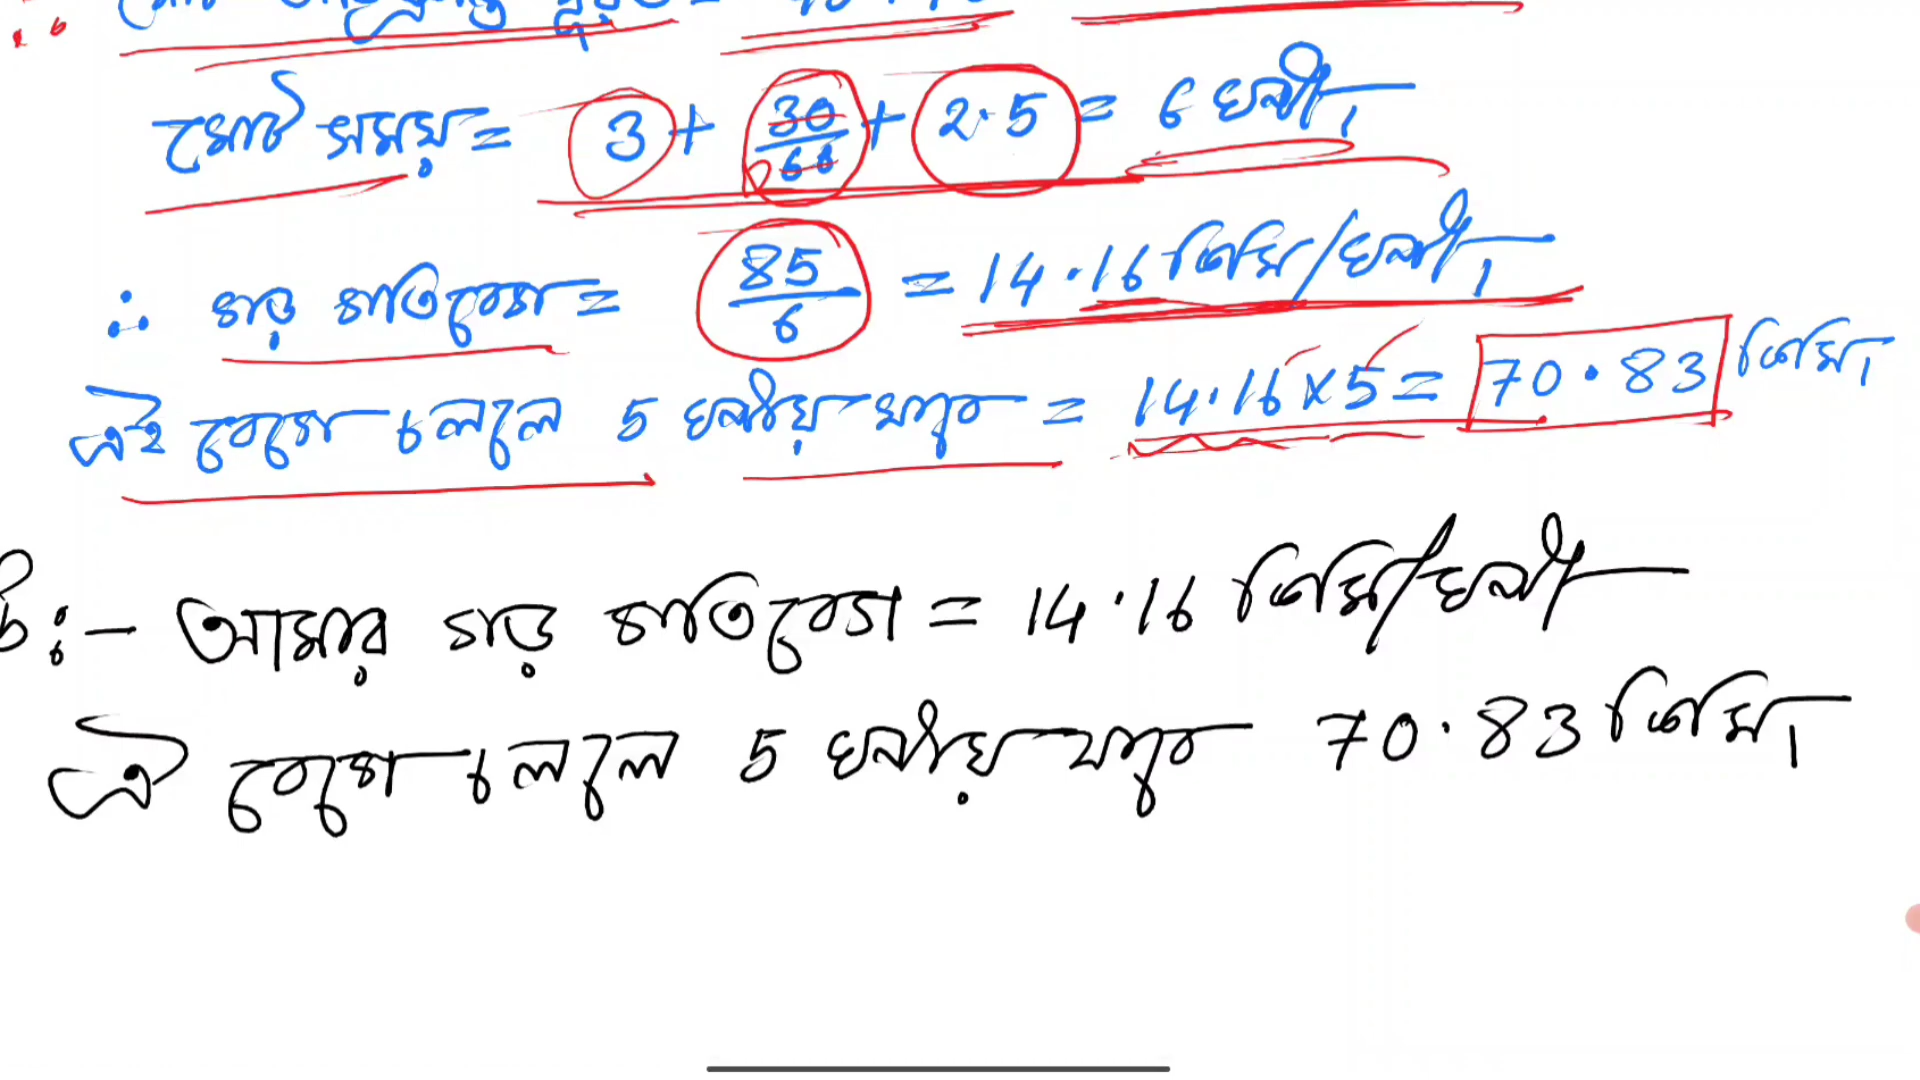 মোট সময় = 3 + 30/60 + 2.5 = 6 ঘন্টা।
∴ গড় গতিবেগ = 85/6 = 14.16 কিমি/ঘন্টা।
এই বেগে চললে 5 ঘন্টায় যাব = 14.16 x 5 = 70.83 কিমি।
:- আমার গড় গতিবেগ = 14.16 কিমি/ঘন্টা
ঐ বেগে চললে 5 ঘন্টায় যাব 70.83 কিমি।